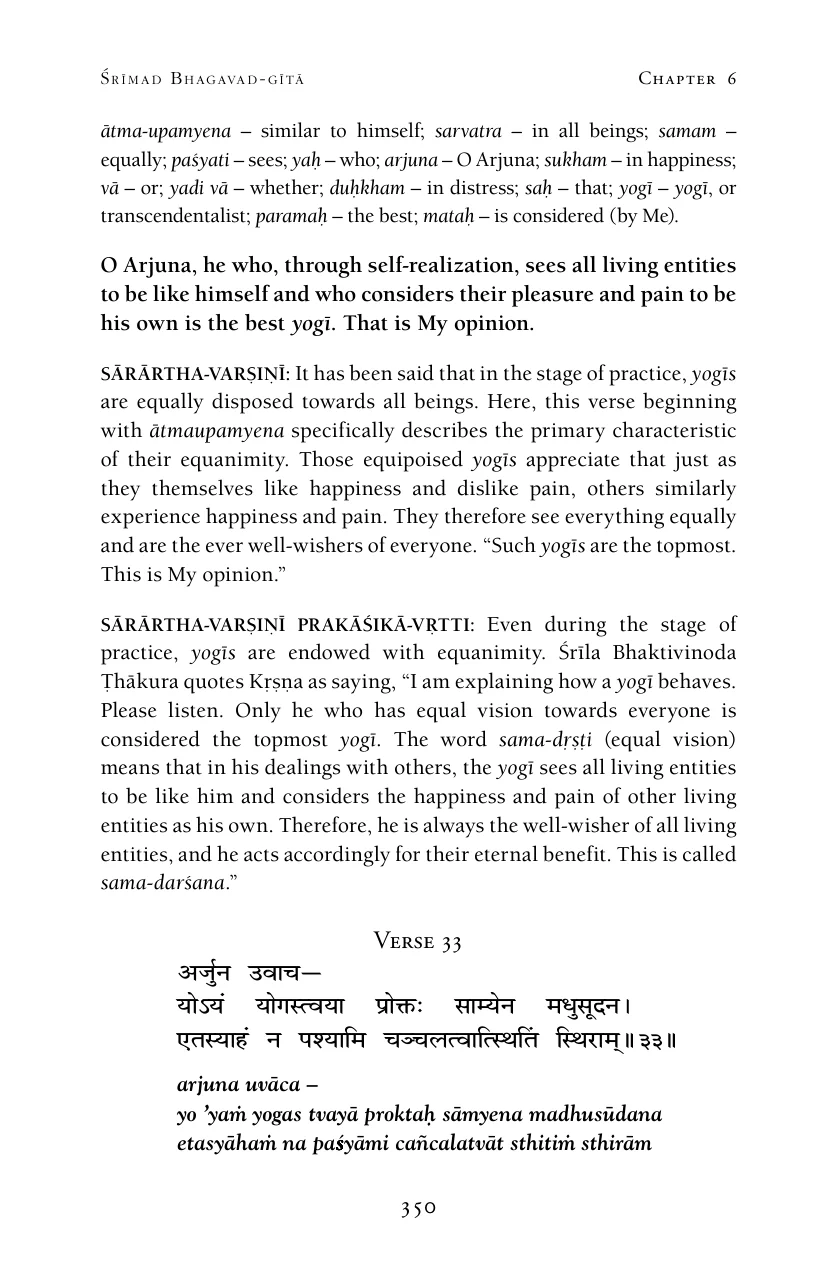 Śrīmad Bhagavad-gītā Chapter 6
ātma-upamyena – similar to himself; sarvatra – in all beings; samam –
equally; paśyati – sees; yaḥ – who; arjuna – O Arjuna; sukham – in happiness;
vā – or; yadi vā – whether; duḥkham – in distress; saḥ – that; yogī – yogī, or
transcendentalist; paramaḥ – the best; mataḥ – is considered (by Me).
O Arjuna, he who, through self-realization, sees all living entities
to be like himself and who considers their pleasure and pain to be
his own is the best yogī. That is My opinion.
SĀRĀRTHA-VARṢIṆĪ: It has been said that in the stage of practice, yogīs
are equally disposed towards all beings. Here, this verse beginning
with ātmaupamyena specifically describes the primary characteristic
of their equanimity. Those equipoised yogīs appreciate that just as
they themselves like happiness and dislike pain, others similarly
experience happiness and pain. They therefore see everything equally
and are the ever well-wishers of everyone. “Such yogīs are the topmost.
This is My opinion.”
SĀRĀRTHA-VARṢIṆĪ PRAKĀŚIKĀ-VṚTTI: Even during the stage of
practice, yogīs are endowed with equanimity. Śrīla Bhaktivinoda
Ṭhākura quotes Kṛṣṇa as saying, “I am explaining how a yogī behaves.
Please listen. Only he who has equal vision towards everyone is
considered the topmost yogī. The word sama-dṛṣṭi (equal vision)
means that in his dealings with others, the yogī sees all living entities
to be like him and considers the happiness and pain of other living
entities as his own. Therefore, he is always the well-wisher of all living
entities, and he acts accordingly for their eternal benefit. This is called
sama-darśana.”
Verse 33
अर्जुन उवाच—
योऽयं योगस्त्वया प्रोक्तः साम्येन मधुसूदन।
एतस्याहं न पश्यामि चञ्चलत्वात्स्थितिं स्थिराम्॥३३॥
arjuna uvāca –
yo ’yaṁ yogas tvayā proktaḥ sāmyena madhusūdana
etasyāhaṁ na paśyāmi cañcalatvāt sthitiṁ sthirām
350